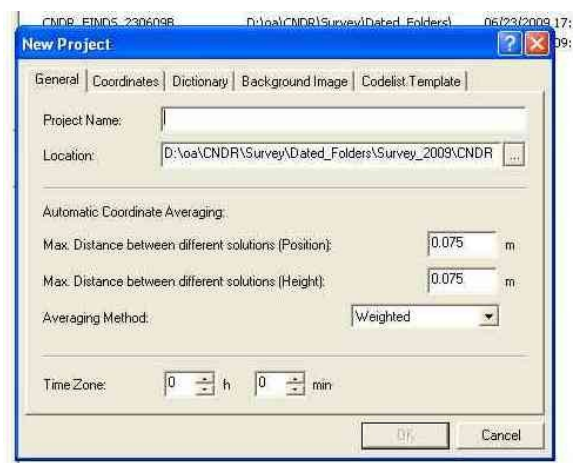 CNDR_FINDS_230609B D:\oa\CNDR\Survey\Dated_Folders\ 06/23/2009 17:
New Project 09:
General Coordinates Dictionary Background Image Codelist Template
Project Name:
Location: D:\oa\CNDR\Survey\Dated_Folders\Survey_2009\CNDR ...
Automatic Coordinate Averaging:
Max. Distance between different solutions (Position): 0.075 m
Max. Distance between different solutions (Height): 0.075 m
Averaging Method: Weighted
Time Zone: 0 h 0 min
OK Cancel